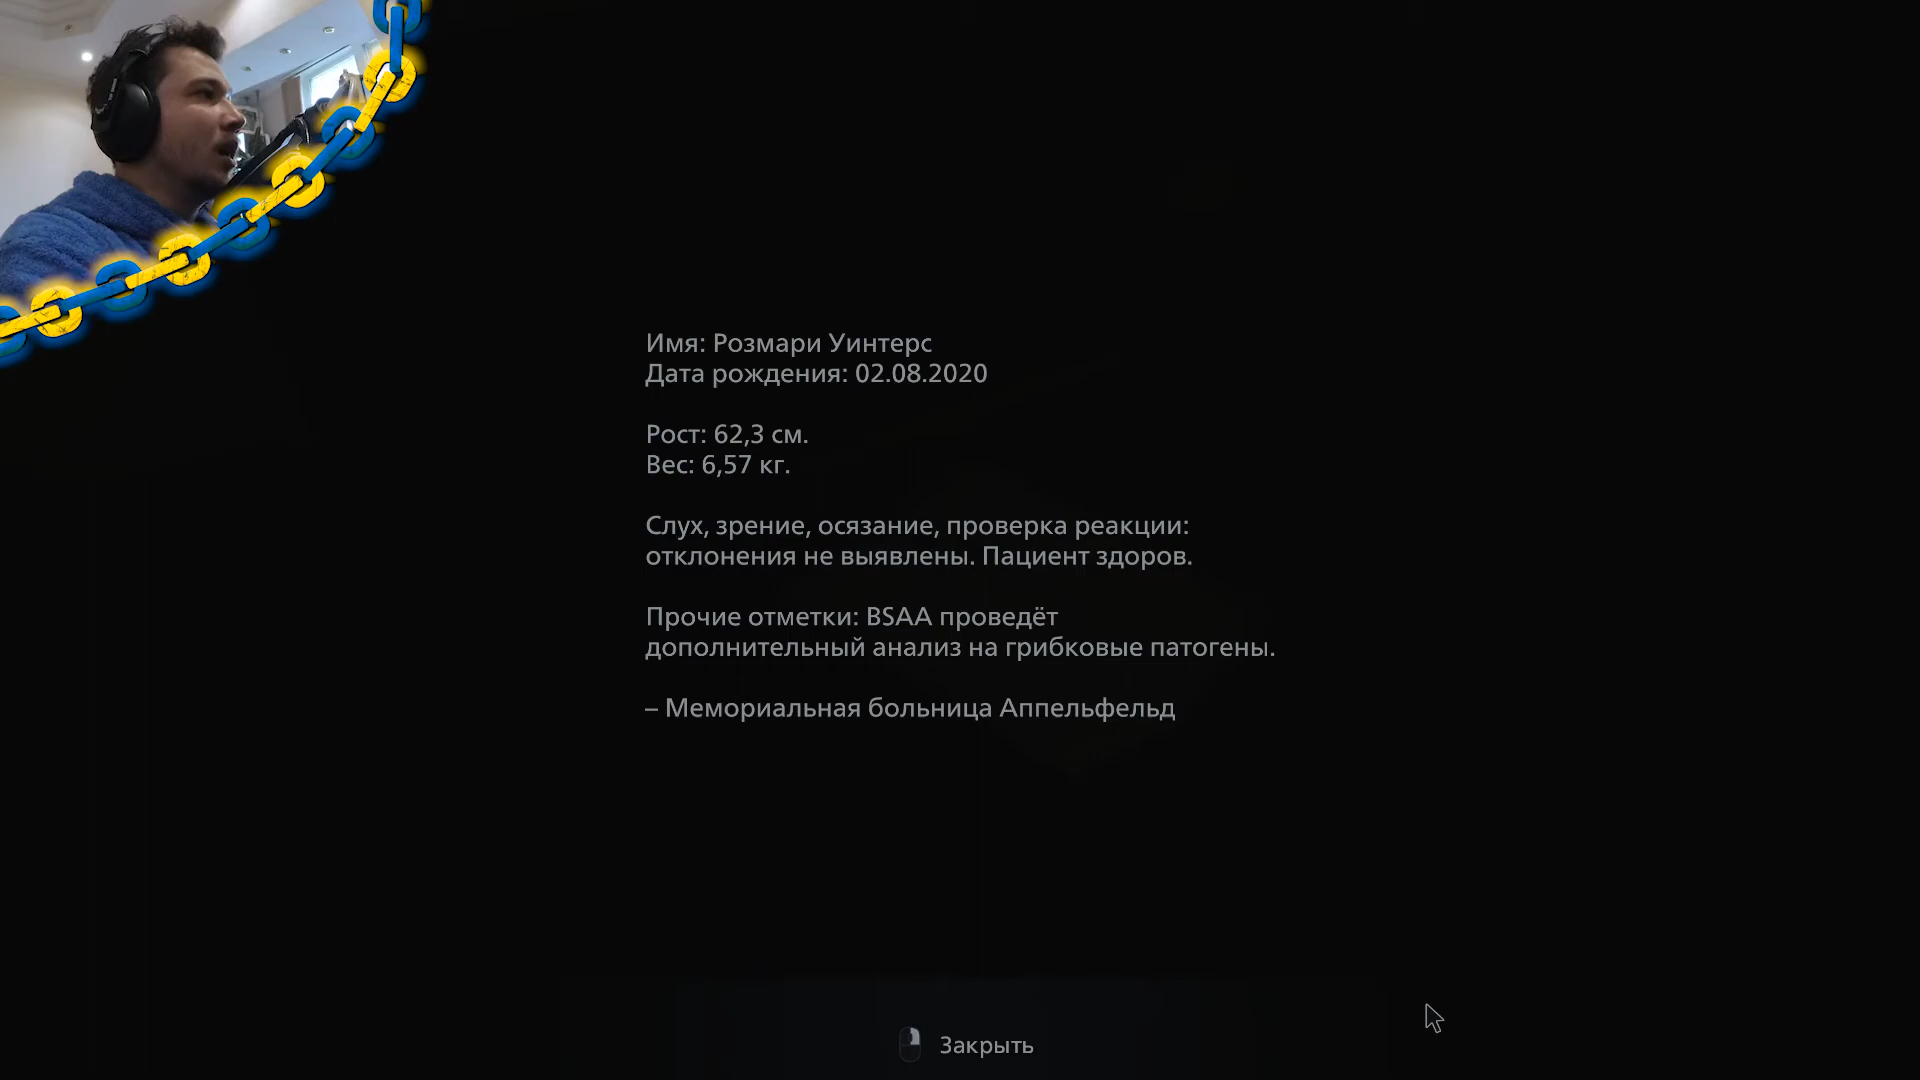 Имя: Розмари Уинтерс
Дата рождения: 02.08.2020
Рост: 62,3 см.
Вес: 6,57 кг.
Слух, зрение, осязание, проверка реакции:
отклонения не выявлены. Пациент здоров.
Прочие отметки: BSAA проведёт
дополнительный анализ на грибковые патогены.
– Мемориальная больница Аппельфельд
Закрыть